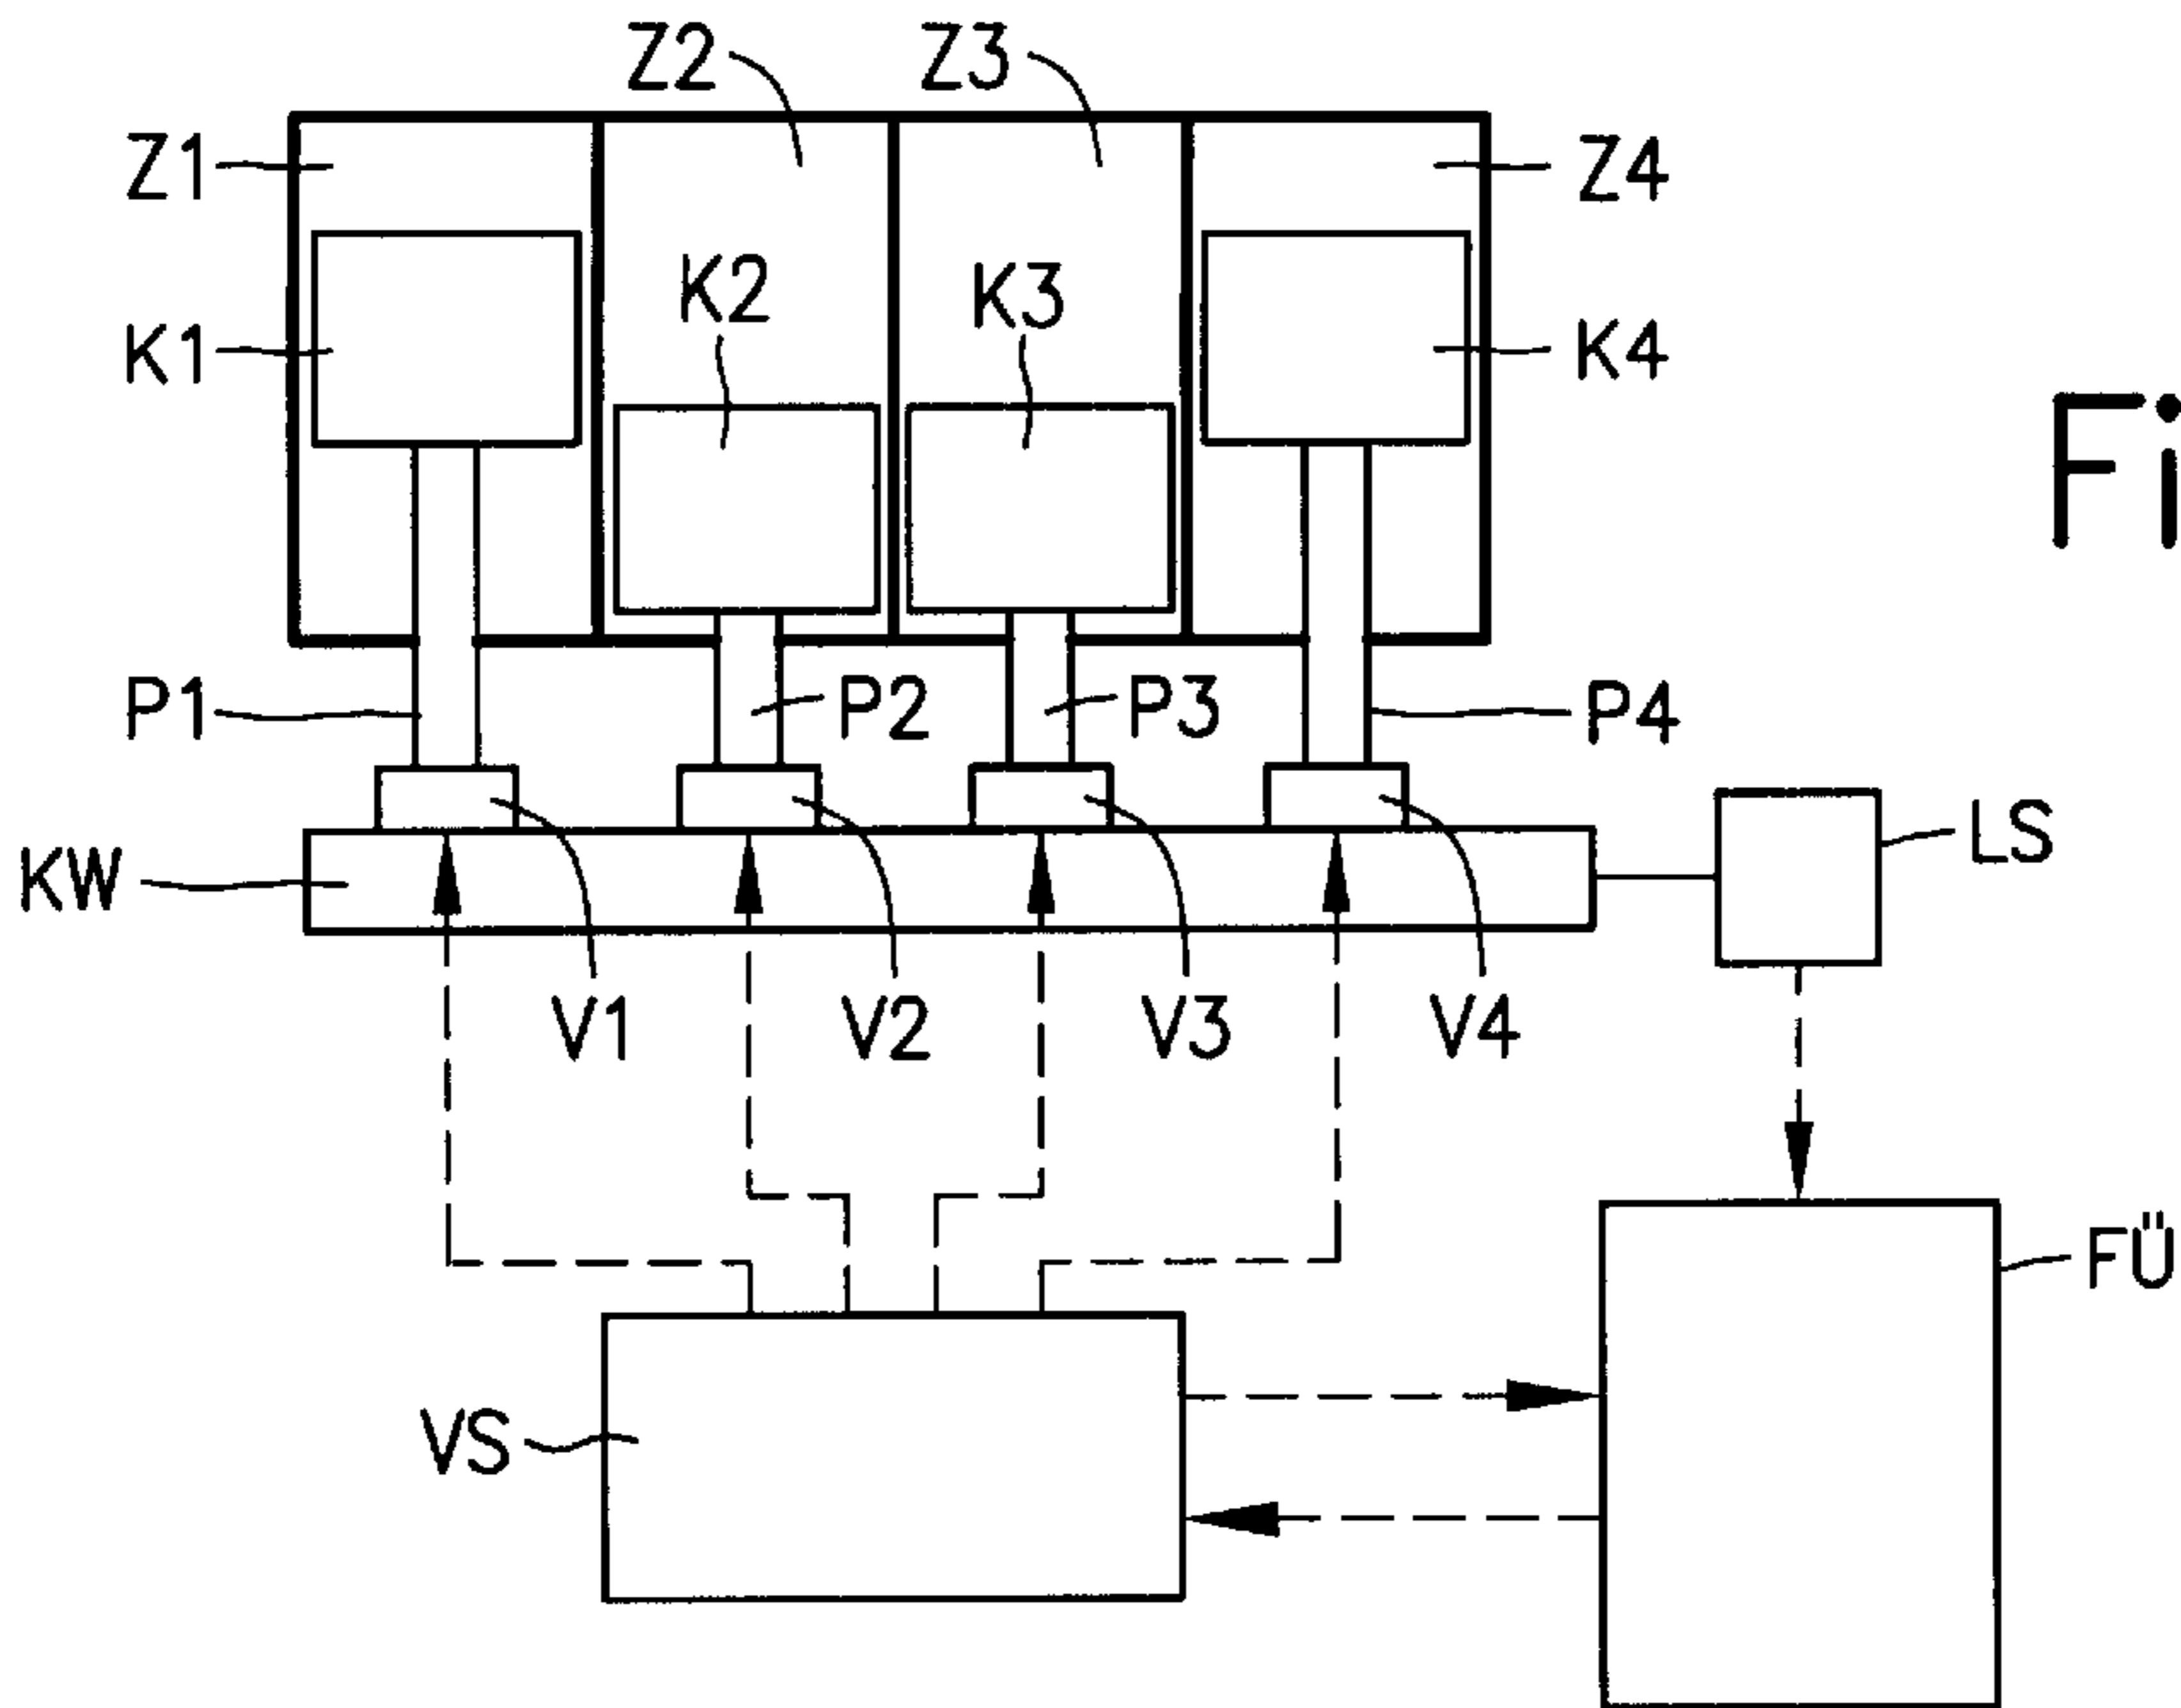 Z2 Z3
Z1 Z4
K2 K3
K1 K4
Fi
P1 P2 P3 P4
LS
KW
V1 V2 V3 V4
FÜ
VS